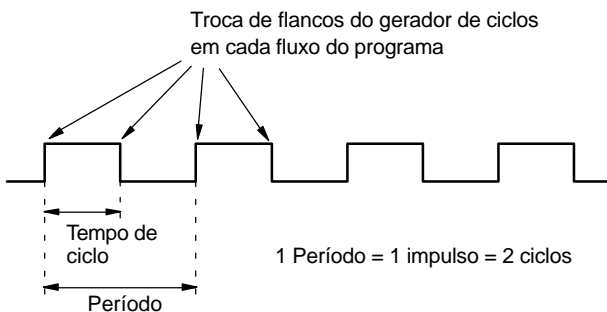 Troca de flancos do gerador de ciclos
em cada fluxo do programa
Tempo de
ciclo
1 Período = 1 impulso = 2 ciclos
Período